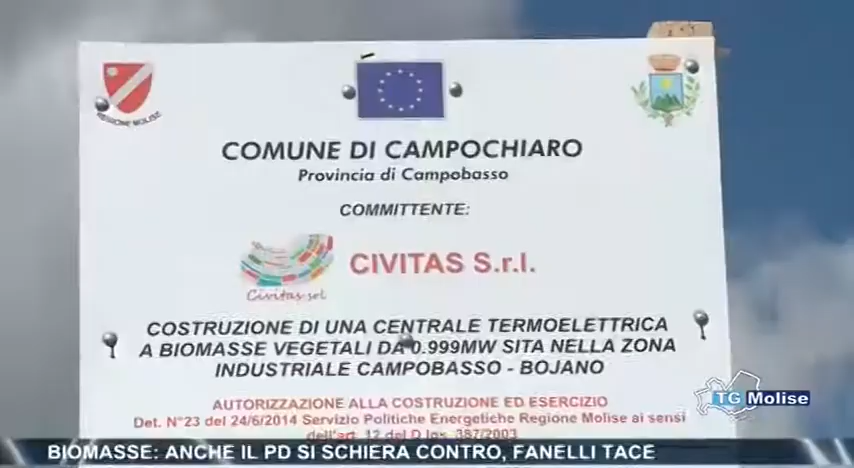 REGIONE MOLISE
COMUNE DI CAMPOCHIARO
Provincia di Campobasso
COMMITTENTE:
Civitas srl
CIVITAS S.r.l.
COSTRUZIONE DI UNA CENTRALE TERMOELETTRICA
A BIOMASSE VEGETALI DA 0.999MW SITA NELLA ZONA
INDUSTRIALE CAMPOBASSO - BOJANO
AUTORIZZAZIONE ALLA COSTRUZIONE ED ESERCIZIO
Det. N°23 del 24/6/2014 Servizio Politiche Energetiche Regione Molise ai sensi
dell'art. 12 del D.lgs. 387/2003
TG Molise
BIOMASSE: ANCHE IL PD SI SCHIERA CONTRO, FANELLI TACE